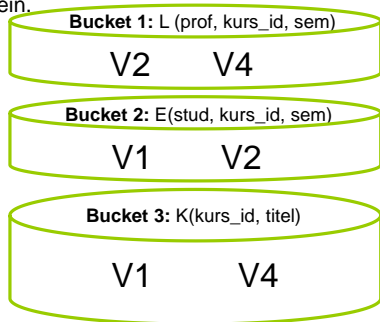 ein.
Bucket 1: L (prof, kurs_id, sem)
V2 V4
Bucket 2: E(stud, kurs_id, sem)
V1 V2
Bucket 3: K(kurs_id, titel)
V1 V4